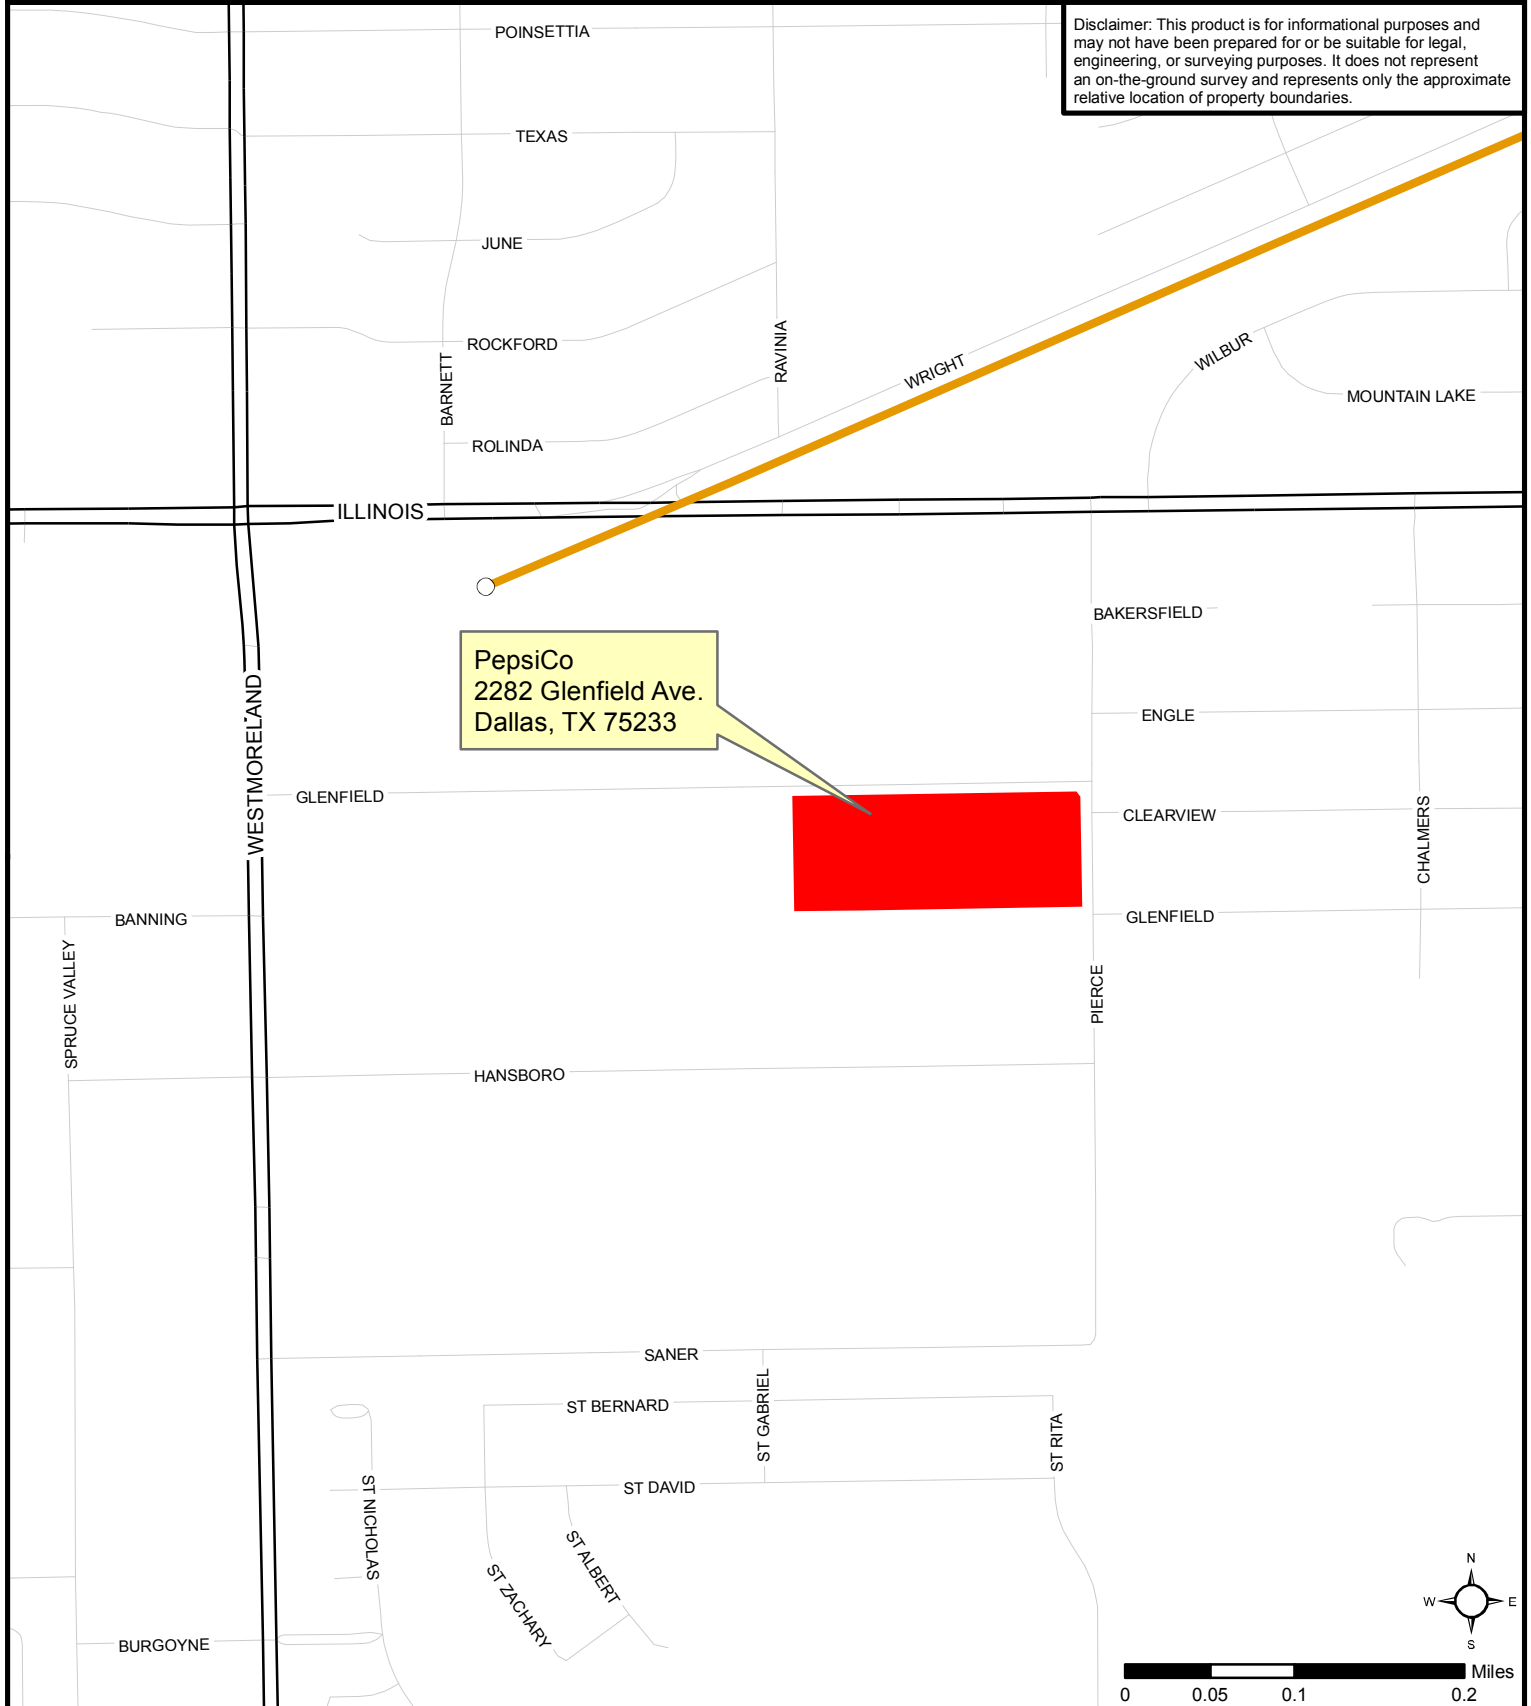 Disclaimer: This product is for informational purposes and
may not have been prepared for or be suitable for legal,
engineering, or surveying purposes. It does not represent
an on-the-ground survey and represents only the approximate
relative location of property boundaries.
POINSETTIA
TEXAS
JUNE
ROCKFORD
BARNETT
RAVINIA
WRIGHT
WILBUR
MOUNTAIN LAKE
ROLINDA
ILLINOIS
BAKERSFIELD
PepsiCo
2282 Glenfield Ave.
Dallas, TX 75233
WESTMORELAND
ENGLE
GLENFIELD
CLEARVIEW
CHALMERS
BANNING
GLENFIELD
SPRUCE VALLEY
PIERCE
HANSBORO
SANER
ST BERNARD
ST GABRIEL
ST RITA
ST DAVID
ST NICHOLAS
ST ALBERT
ST ZACHARY
BURGOYNE
N
W E
S
Miles
0 0.05 0.1 0.2